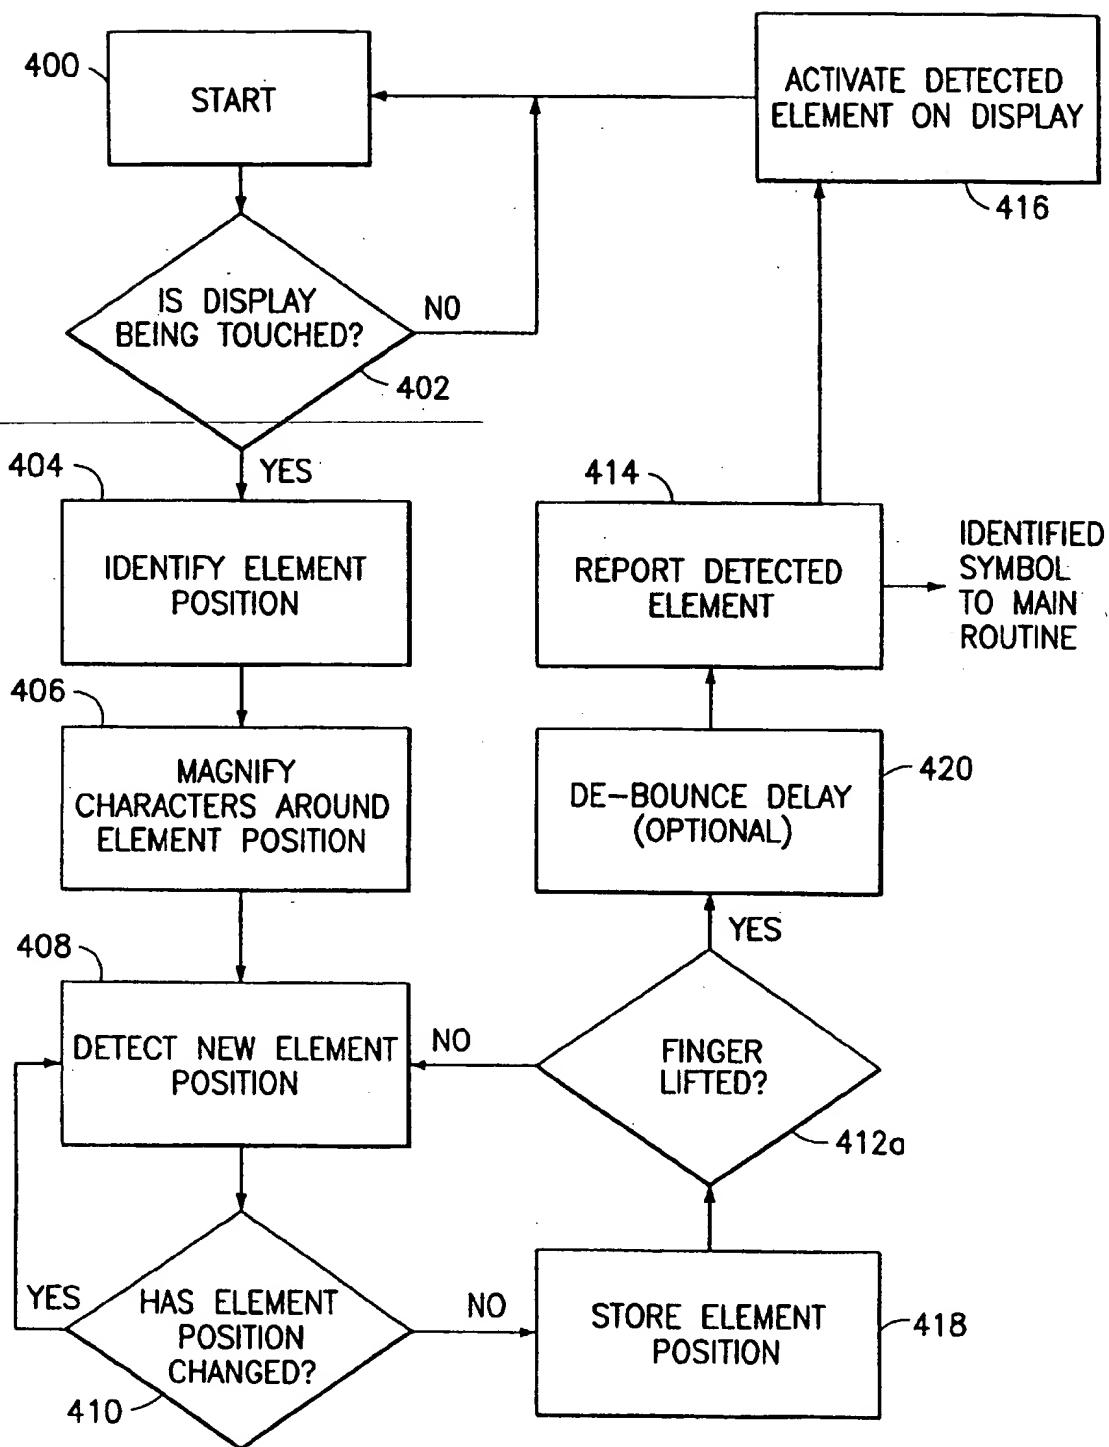 400
START
ACTIVATE DETECTED
ELEMENT ON DISPLAY
416
IS DISPLAY
BEING TOUCHED?
NO
402
YES
404
IDENTIFY ELEMENT
POSITION
406
MAGNIFY
CHARACTERS AROUND
ELEMENT POSITION
408
DETECT NEW ELEMENT
POSITION
YES
HAS ELEMENT
POSITION
CHANGED?
410
NO
STORE ELEMENT
POSITION
418
FINGER
LIFTED?
412a
NO
YES
DE-BOUNCE DELAY
(OPTIONAL)
420
414
REPORT DETECTED
ELEMENT
IDENTIFIED
SYMBOL
TO MAIN
ROUTINE